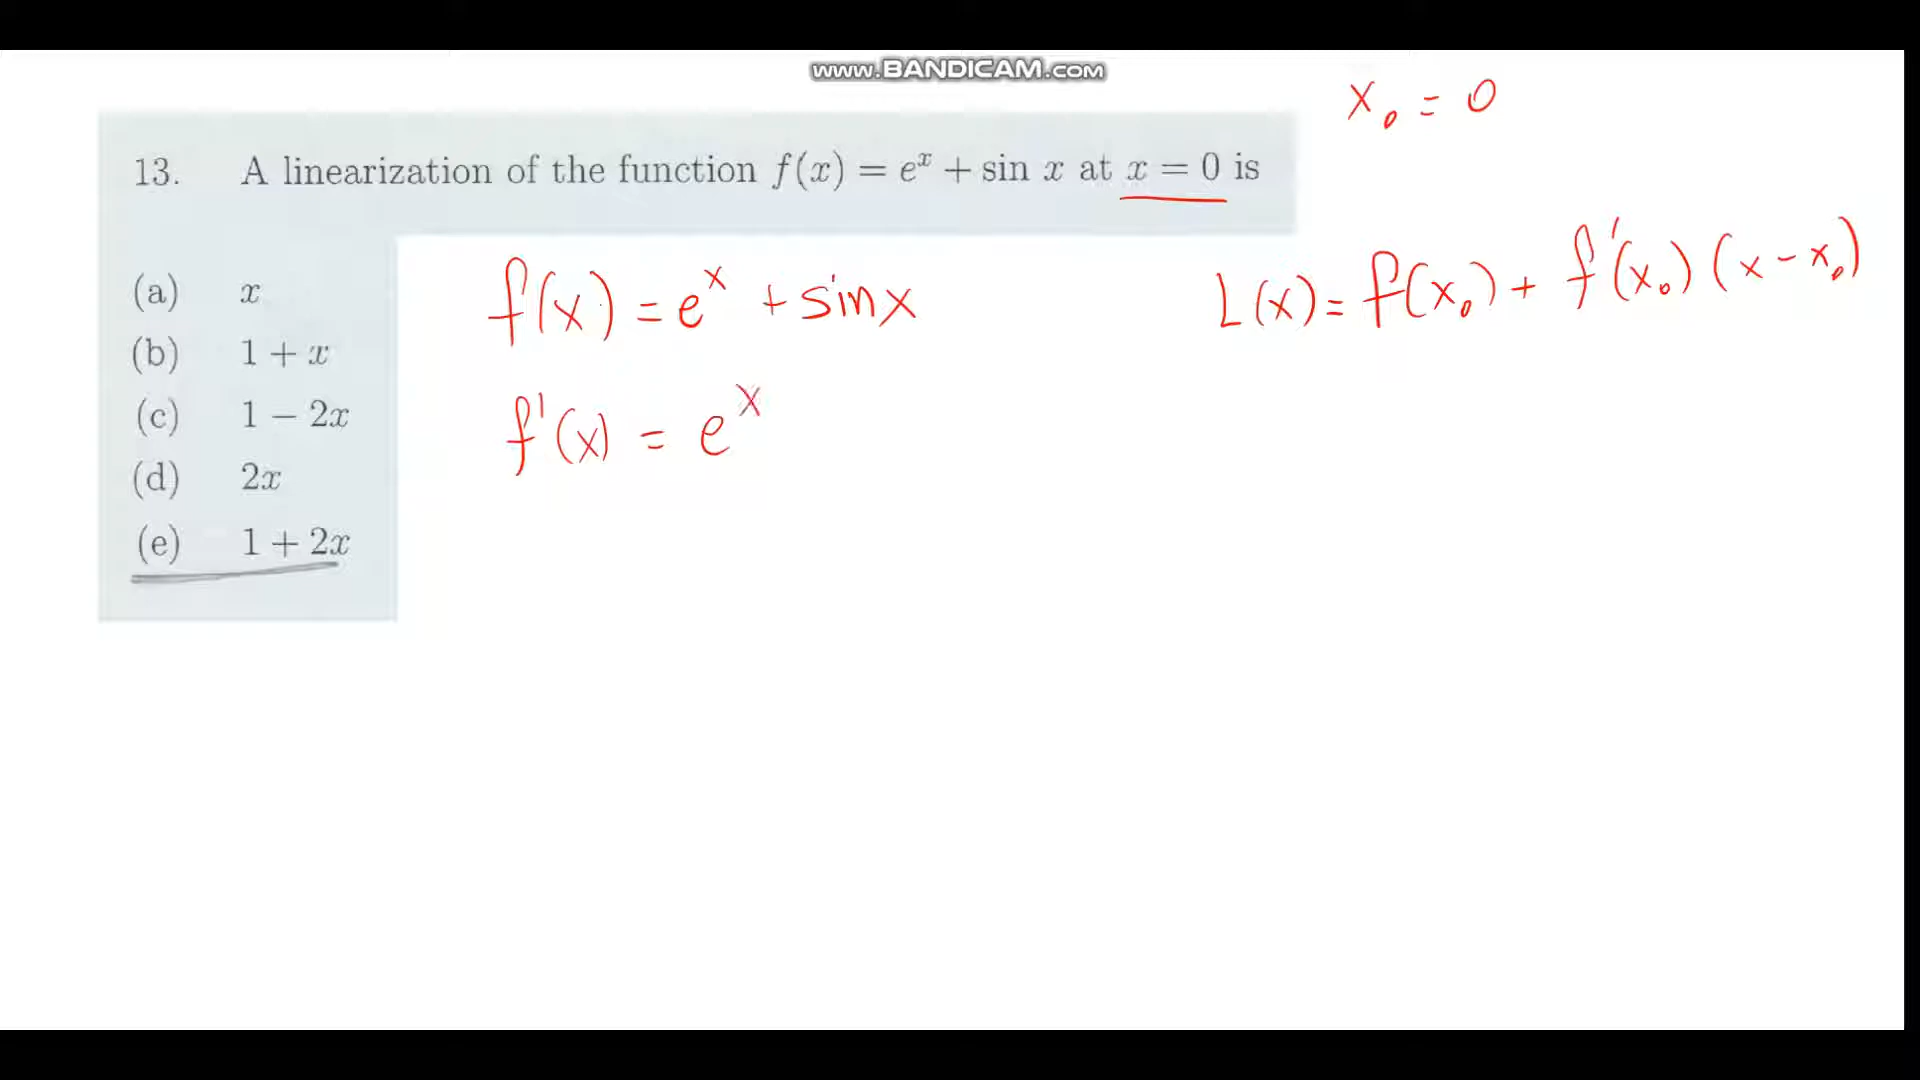 www.BANDICAM.com
x₀ = 0
13. A linearization of the function f(x) = eˣ + sin x at x = 0 is
(a) x
(b) 1 + x
(c) 1 − 2x
(d) 2x
(e) 1 + 2x
f(x) = eˣ + sin x
L(x) = f(x₀) + f'(x₀) (x − x₀)
f'(x) = eˣ